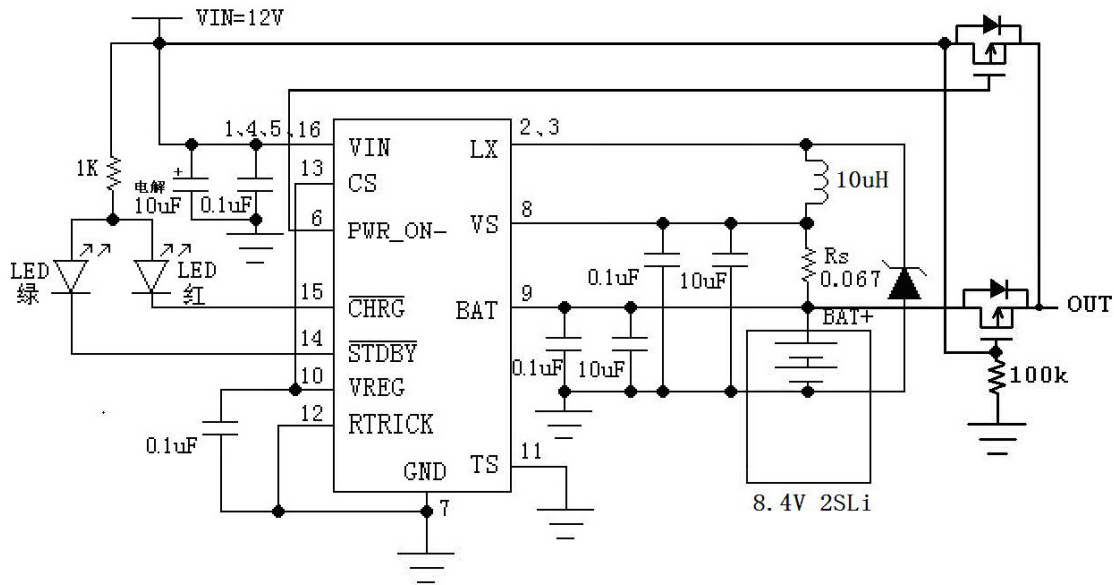 VIN=12V
1K
电解
10uF
0.1uF
1、4、5、16
VIN
13
CS
6
PWR_ON-
LED
绿
LED
红
15
CHRG
14
STDBY
10
VREG
12
RTRICK
0.1uF
GND
7
2、3
LX
10uH
8
VS
0.1uF
10uF
Rs
0.067
9
BAT
BAT+
0.1uF
10uF
11
TS
8.4V 2SLi
OUT
100k